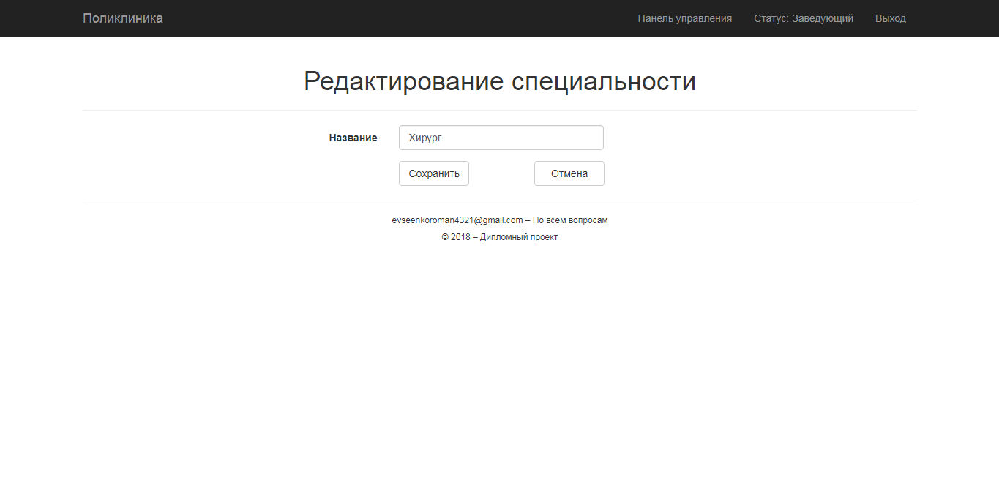 Поликлиника Панель управления Статус: Заведующий Выход
Редактирование специальности
Название Хирург
Сохранить Отмена
evseenkoroman4321@gmail.com – По всем вопросам
© 2018 – Дипломный проект